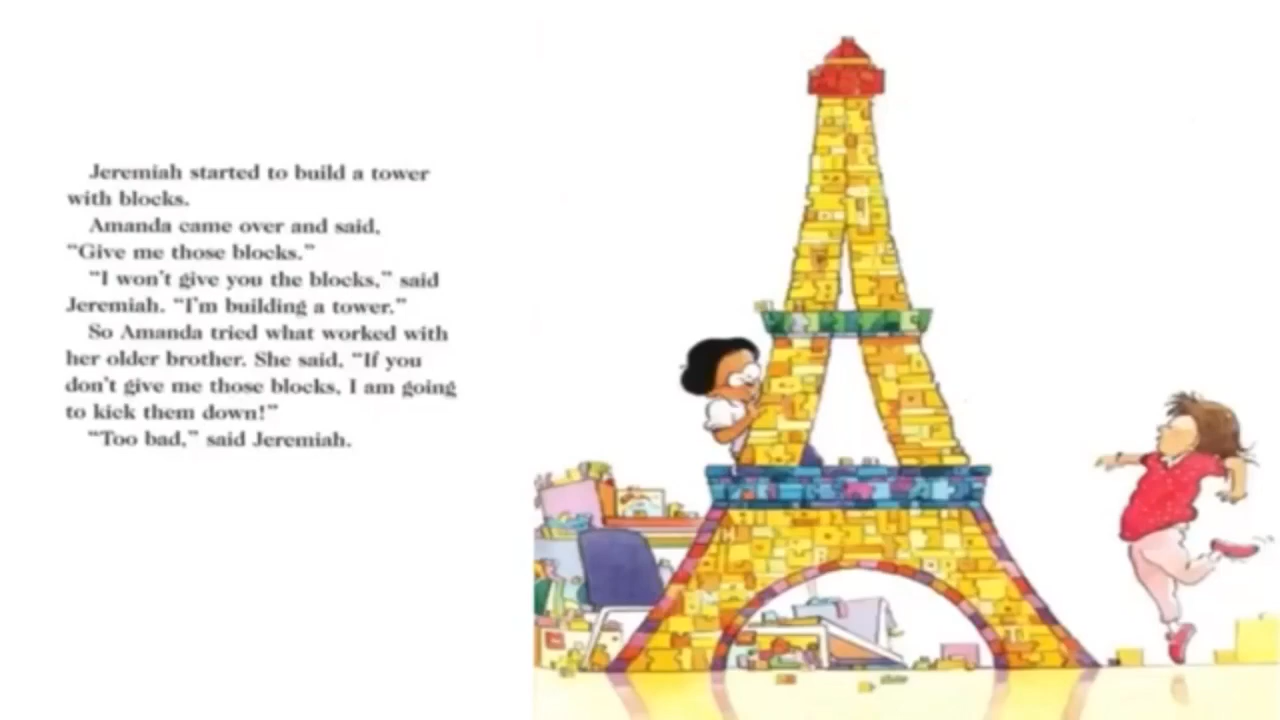 Jeremiah started to build a tower
with blocks.
Amanda came over and said,
"Give me those blocks."
"I won't give you the blocks," said
Jeremiah. "I'm building a tower."
So Amanda tried what worked with
her older brother. She said, "If you
don't give me those blocks, I am going
to kick them down!"
"Too bad," said Jeremiah.